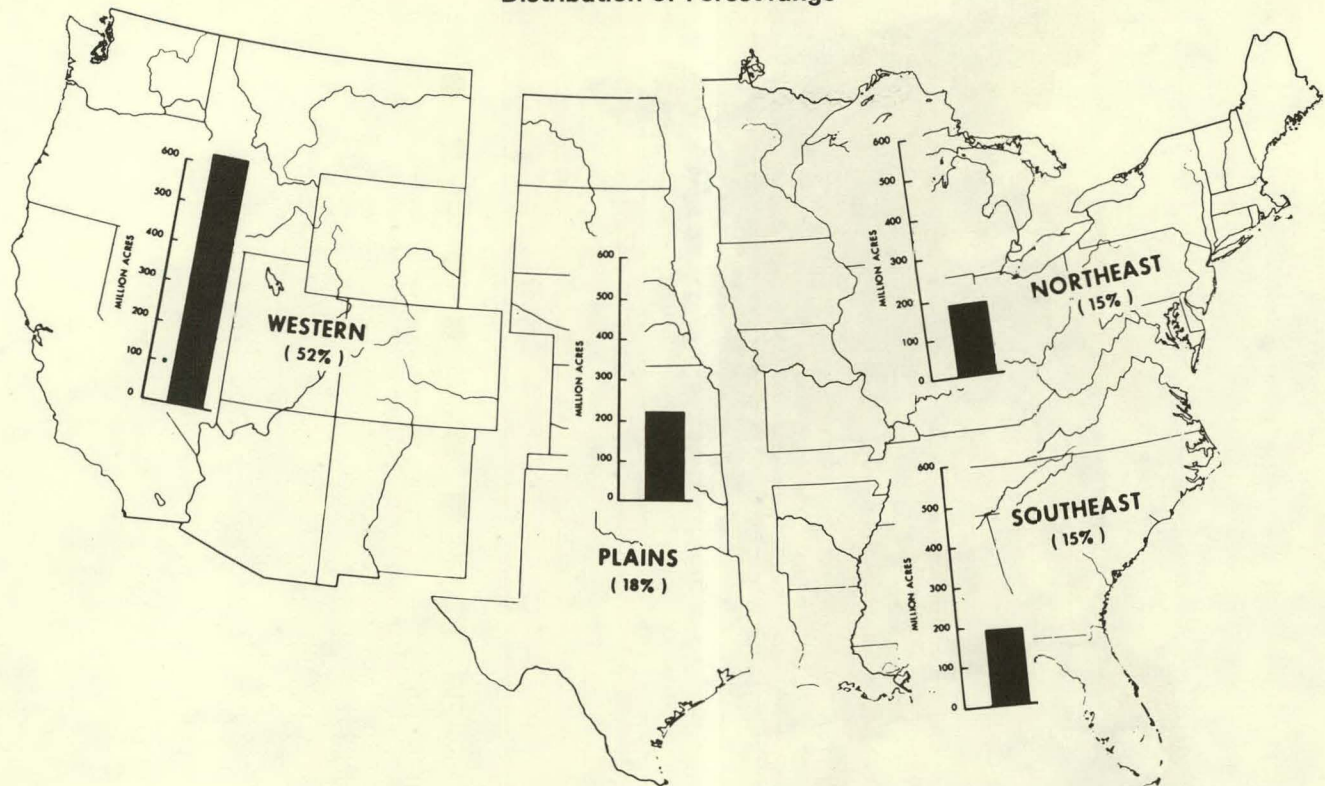 Distribution of Forest-range
600
500
400
300
200
100
0
MILLION ACRES
WESTERN
( 52% )
600
500
400
300
200
100
0
MILLION ACRES
PLAINS
( 18% )
600
500
400
300
200
100
0
MILLION ACRES
NORTHEAST
( 15% )
600
500
400
300
200
100
0
MILLION ACRES
SOUTHEAST
( 15% )